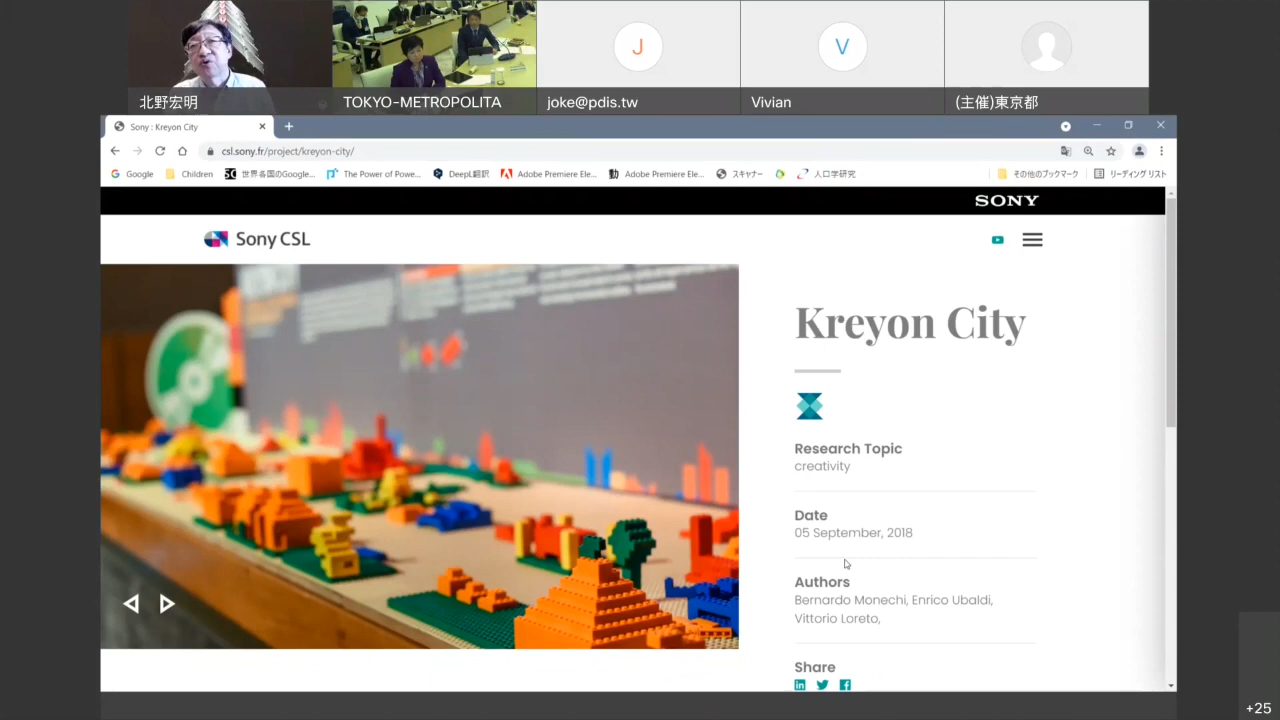 北野宏明
TOKYO-METROPOLITA
J
joke@pdis.tw
V
Vivian
(主催)東京都
Sony : Kreyon City
csl.sony.fr/project/kreyon-city/
Google
Children
世界各国のGoogle...
The Power of Powe...
DeepL翻訳
Adobe Premiere Ele...
Adobe Premiere Ele...
スキャナー
人口学研究
その他のブックマーク
リーディング リスト
SONY
Sony CSL
Kreyon City
Research Topic
creativity
Date
05 September, 2018
Authors
Bernardo Monechi, Enrico Ubaldi,
Vittorio Loreto,
Share
+25